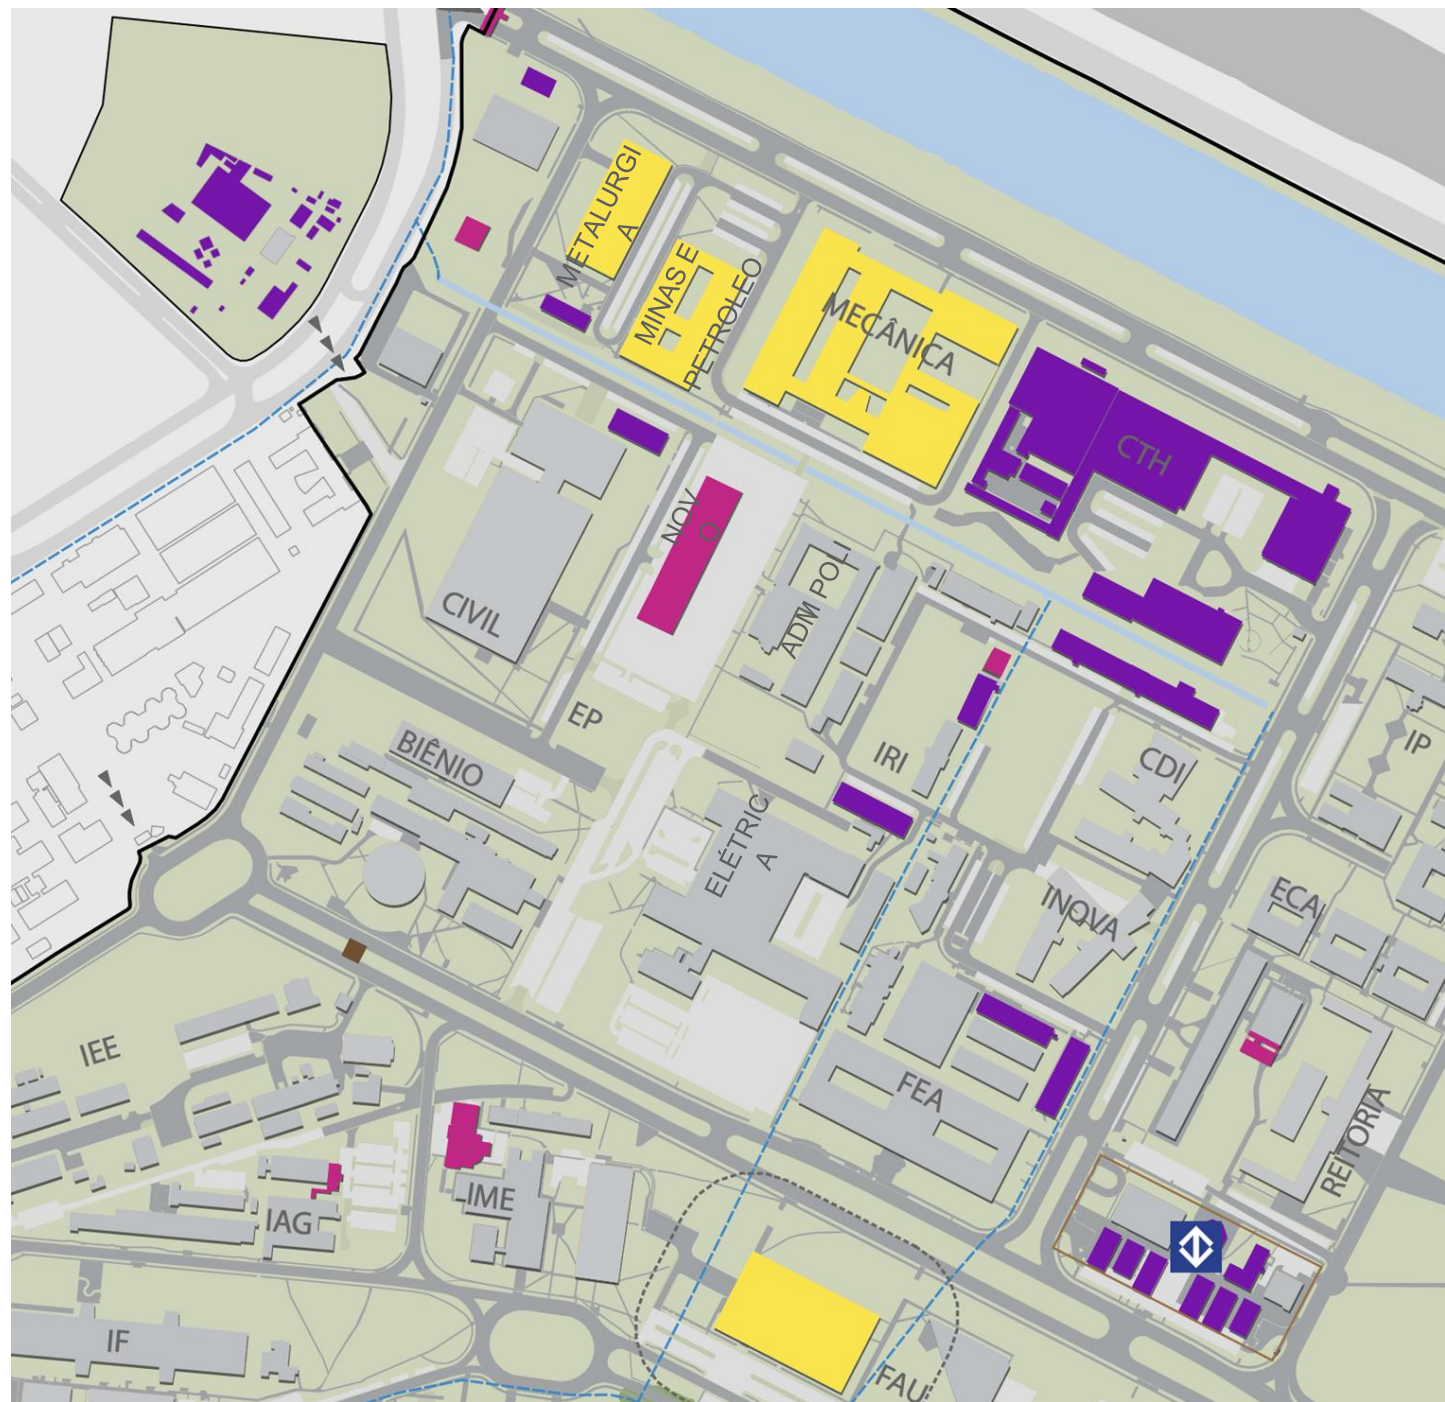 METALURGI
A
MINAS E
PETROLEO
MECÂNICA
CTH
NOV
O
CIVIL
ADM POLI
EP
BIÊNIO
IRI
CDI
IP
ELÉTRIC
A
INOVA
ECA
IEE
FEA
REITORIA
IME
IAG
IF
FAU